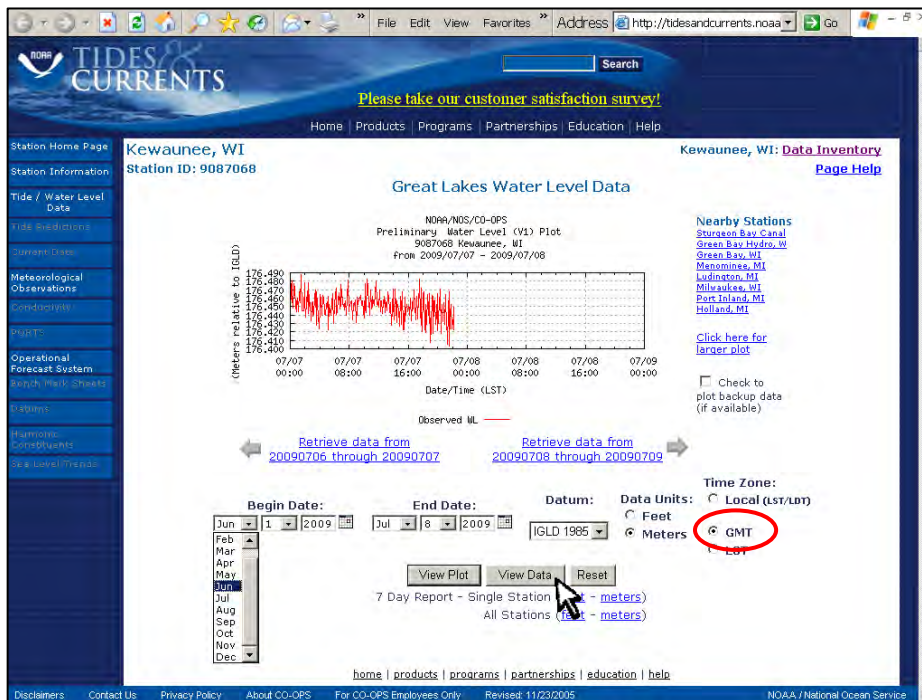 » File Edit View Favorites » Address http://tidesandcurrents.noaa Go
NOAA TIDES & CURRENTS
Search
Please take our customer satisfaction survey!
Home | Products | Programs | Partnerships | Education | Help
Station Home Page
Station Information
Tide / Water Level
Data
Tide Predictions
Current Data
Meteorological
Observations
Conductivity
PORTS
Operational
Forecast System
Bench Mark Sheets
Datums
Harmonic
Constituents
Sea Level Trends
Kewaunee, WI
Station ID: 9087068
Kewaunee, WI: Data Inventory
Page Help
Great Lakes Water Level Data
NOAA/NOS/CO-OPS
Preliminary Water Level (V1) Plot
9087068 Kewaunee, WI
from 2009/07/07 - 2009/07/08
(Meters relative to IGLD)
176.490
176.480
176.470
176.460
176.450
176.440
176.430
176.420
176.410
176.400
07/07 07/07 07/07 07/08 07/08 07/08 07/09
00:00 08:00 16:00 00:00 08:00 16:00 00:00
Date/Time (LST)
Observed WL
Nearby Stations
Sturgeon Bay Canal
Green Bay Hydro, W
Green Bay, WI
Menominee, MI
Ludington, MI
Milwaukee, WI
Port Inland, MI
Holland, MI
Click here for
larger plot
Check to
plot backup data
(if available)
Retrieve data from
20090706 through 20090707
Retrieve data from
20090708 through 20090709
Begin Date:
Jun 1 2009
Feb
Mar
Apr
May
Jun
Jul
Aug
Sep
Oct
Nov
Dec
End Date:
Jul 8 2009
Datum:
IGLD 1985
Data Units:
Feet
Meters
Time Zone:
Local (LST/LDT)
GMT
LST
View Plot View Data Reset
7 Day Report - Single Station (feet - meters)
All Stations (feet - meters)
home | products | programs | partnerships | education | help
Disclaimers Contact Us Privacy Policy About CO-OPS For CO-OPS Employees Only Revised: 11/23/2005 NOAA / National Ocean Service